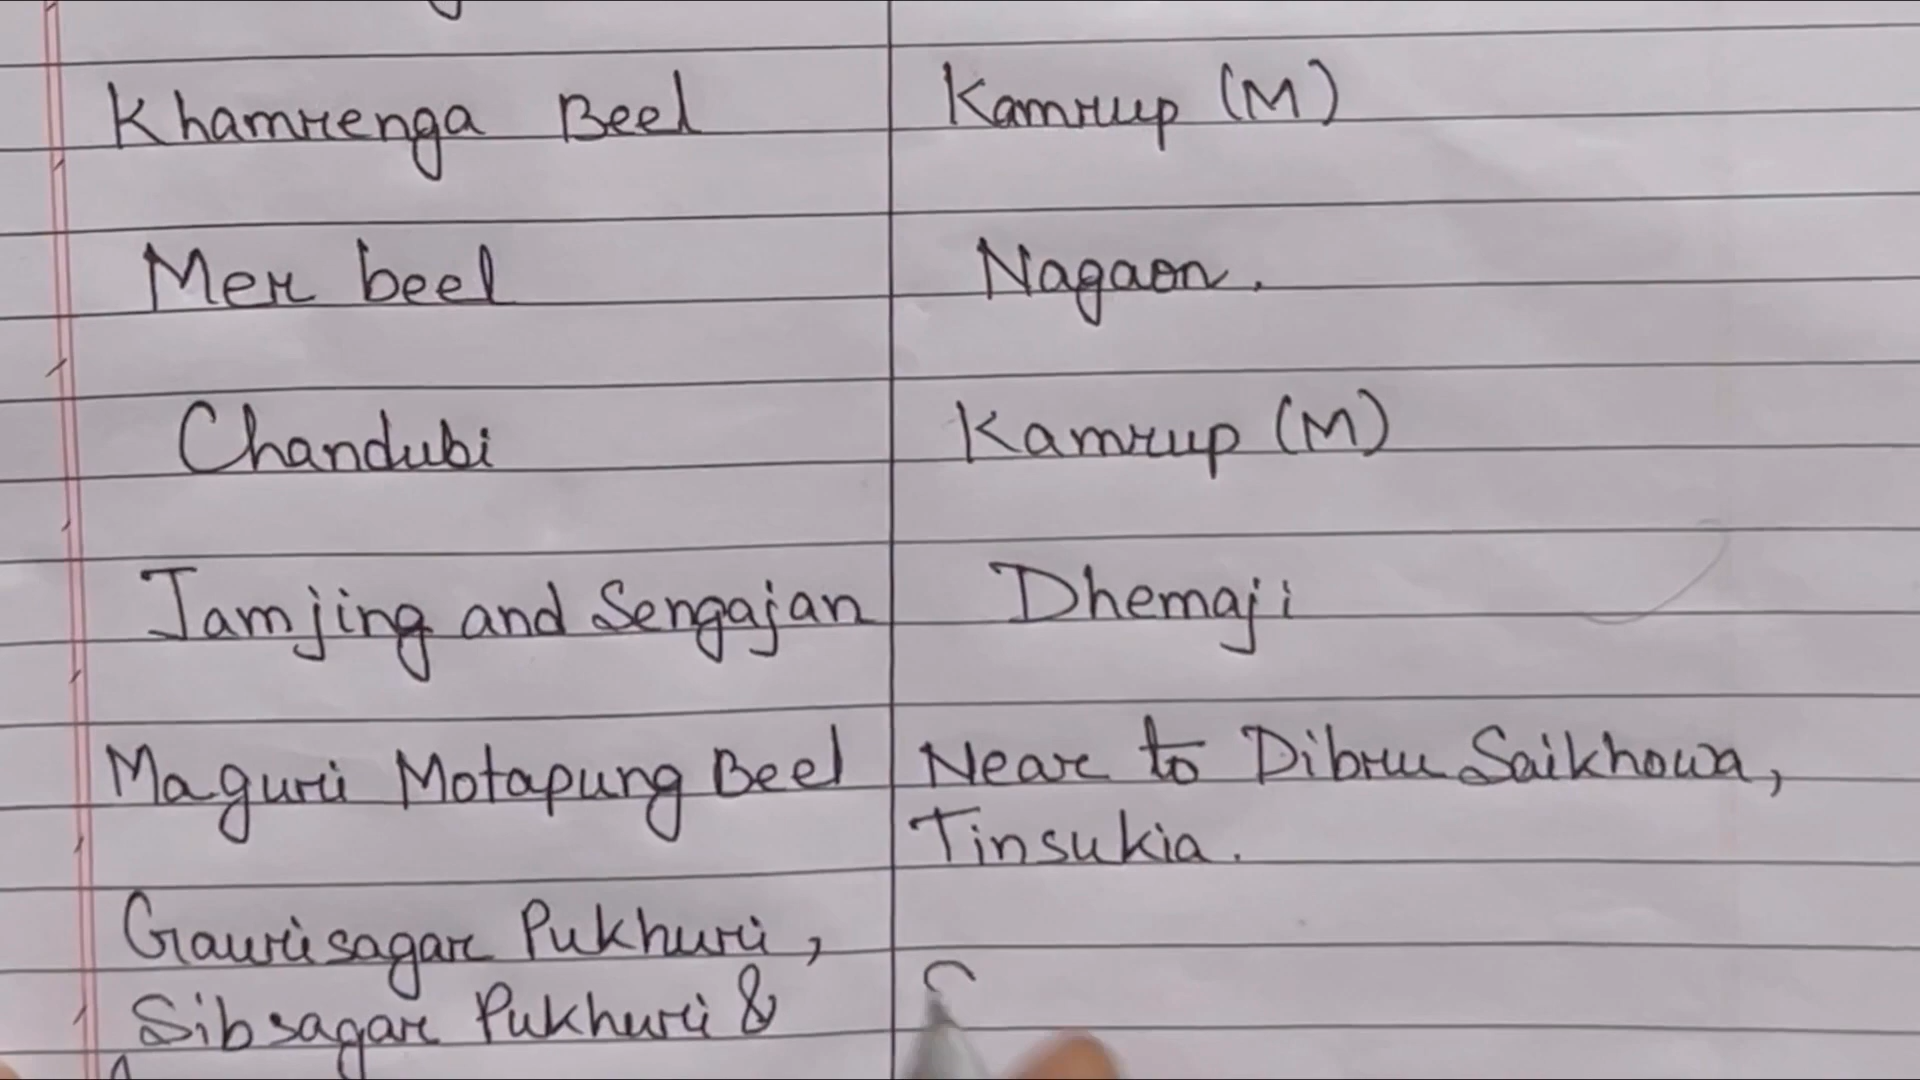 Khamrenga Beel Kamrup (M)
Mer beel Nagaon.
Chandubi Kamrup (M)
Jamjing and Sengajan Dhemaji
Maguri Motapung Beel Near to Dibru Saikhowa,
Tinsukia.
Gaurisagar Pukhuri,
Sibsagar Pukhuri &